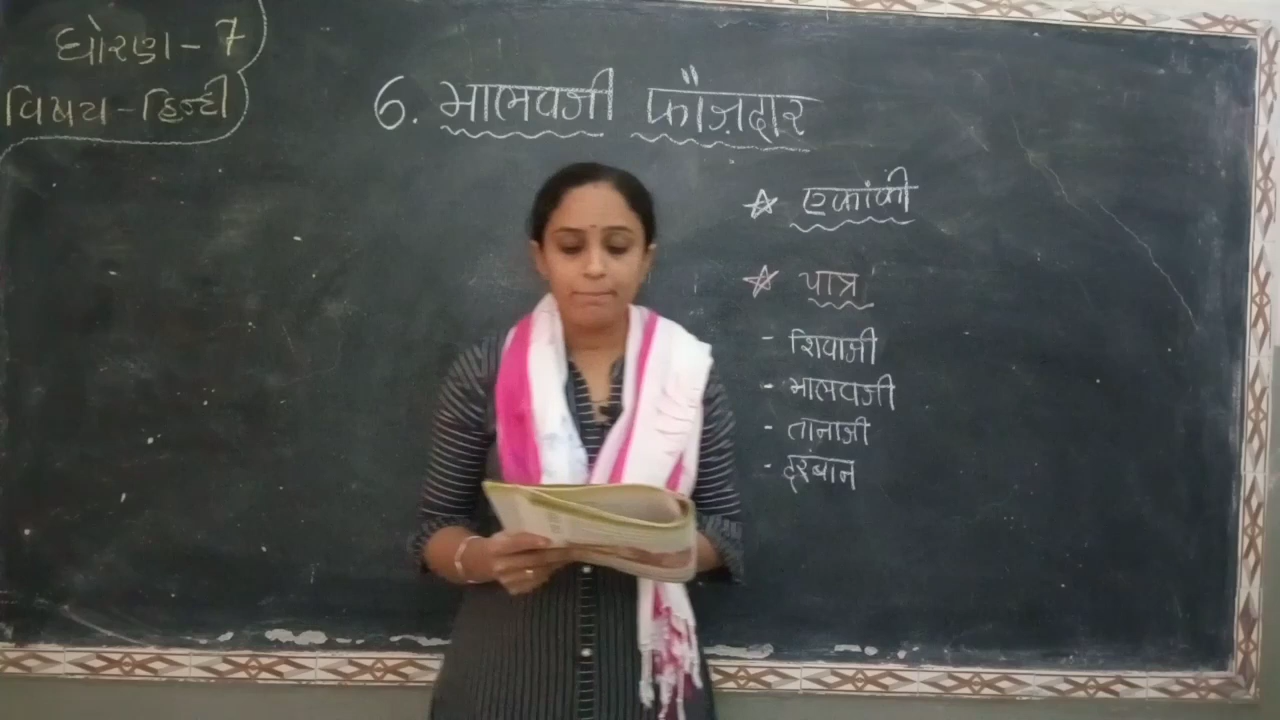 ધોરણ - 7
વિષય - હિન્દી
6. मालवजी फौज़दार
एकांकी
पात्र
- शिवाजी
- मालवजी
- तानाजी
- दरबान